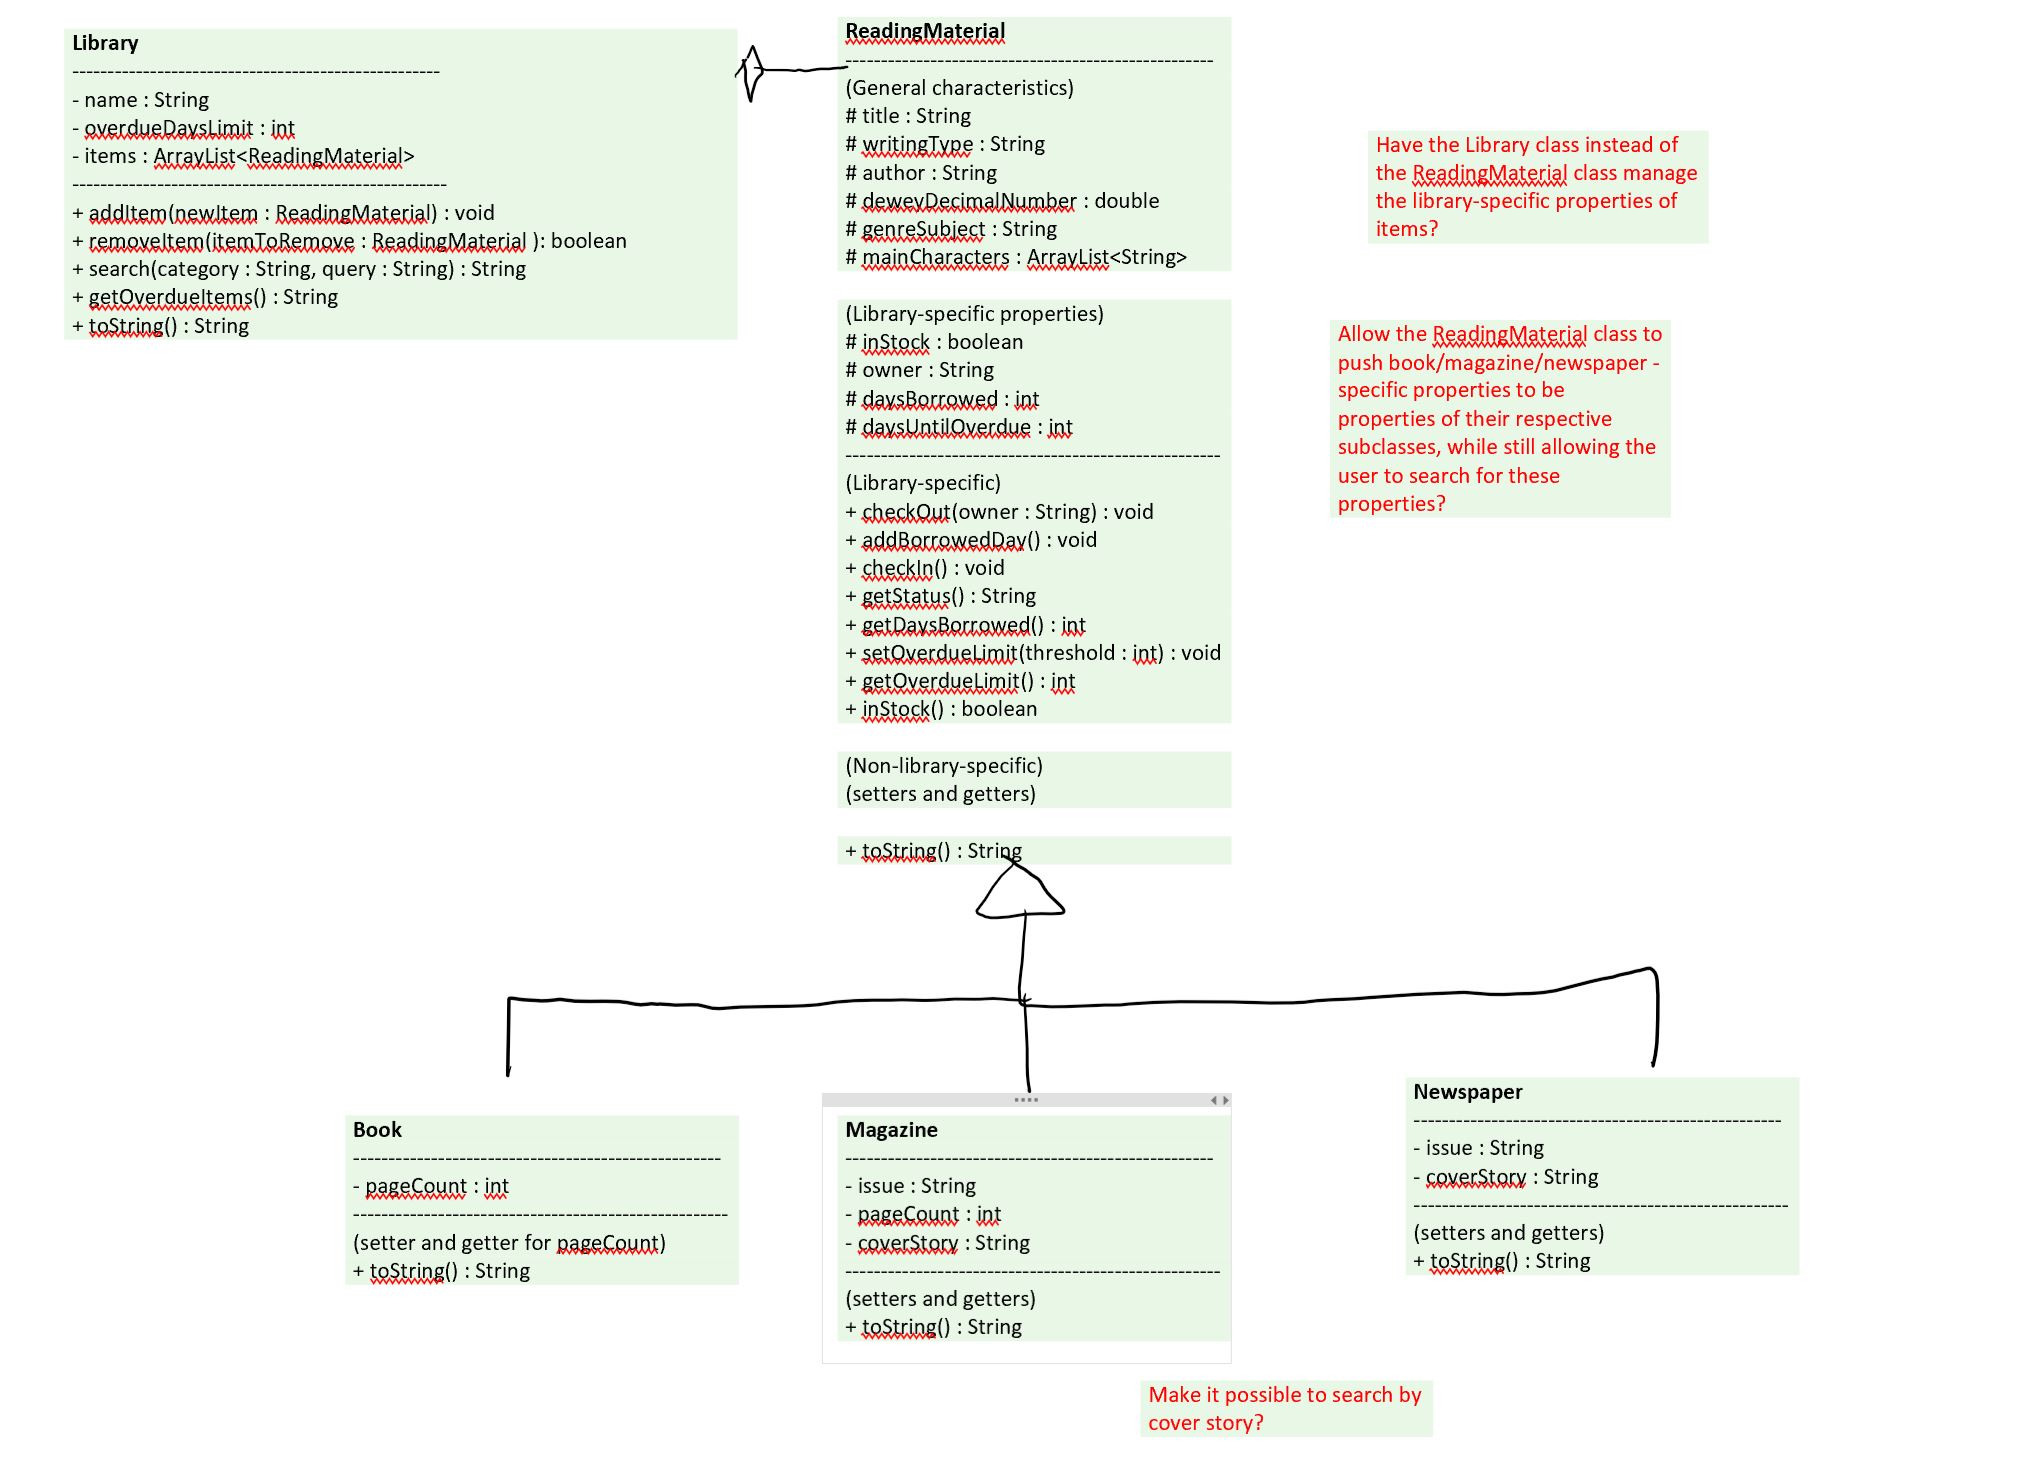 Library
----------------------------------------------------
- name : String
- overdueDaysLimit : int
- items : ArrayList<ReadingMaterial>
-----------------------------------------------------
+ addItem(newItem : ReadingMaterial) : void
+ removeItem(itemToRemove : ReadingMaterial ): boolean
+ search(category : String, query : String) : String
+ getOverdueItems() : String
+ toString() : String
ReadingMaterial
----------------------------------------------------
(General characteristics)
# title : String
# writingType : String
# author : String
# deweyDecimalNumber : double
# genreSubject : String
# mainCharacters : ArrayList<String>
(Library-specific properties)
# inStock : boolean
# owner : String
# daysBorrowed : int
# daysUntilOverdue : int
-----------------------------------------------------
(Library-specific)
+ checkOut(owner : String) : void
+ addBorrowedDay() : void
+ checkIn() : void
+ getStatus() : String
+ getDaysBorrowed() : int
+ setOverdueLimit(threshold : int) : void
+ getOverdueLimit() : int
+ inStock() : boolean
(Non-library-specific)
(setters and getters)
+ toString() : String
Have the Library class instead of
the ReadingMaterial class manage
the library-specific properties of
items?
Allow the ReadingMaterial class to
push book/magazine/newspaper -
specific properties to be
properties of their respective
subclasses, while still allowing the
user to search for these
properties?
Book
----------------------------------------------------
- pageCount : int
-----------------------------------------------------
(setter and getter for pageCount)
+ toString() : String
Magazine
----------------------------------------------------
- issue : String
- pageCount : int
- coverStory : String
-----------------------------------------------------
(setters and getters)
+ toString() : String
Newspaper
----------------------------------------------------
- issue : String
- coverStory : String
-----------------------------------------------------
(setters and getters)
+ toString() : String
Make it possible to search by
cover story?